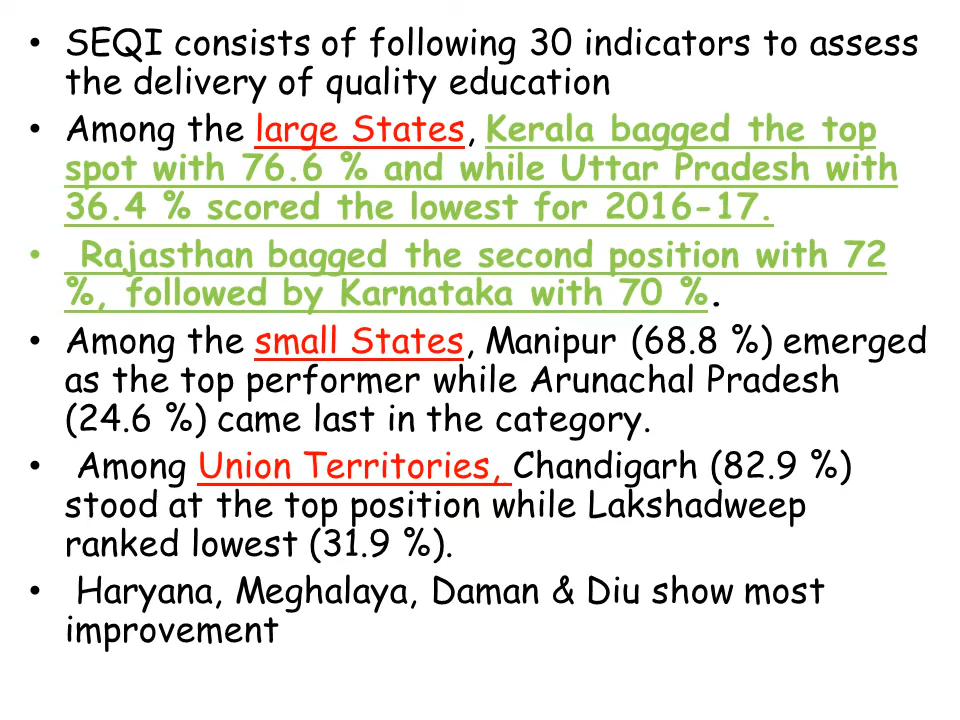 • SEQI consists of following 30 indicators to assess
the delivery of quality education
• Among the large States, Kerala bagged the top
spot with 76.6 % and while Uttar Pradesh with
36.4 % scored the lowest for 2016-17.
• Rajasthan bagged the second position with 72
%, followed by Karnataka with 70 %.
• Among the small States, Manipur (68.8 %) emerged
as the top performer while Arunachal Pradesh
(24.6 %) came last in the category.
• Among Union Territories, Chandigarh (82.9 %)
stood at the top position while Lakshadweep
ranked lowest (31.9 %).
• Haryana, Meghalaya, Daman & Diu show most
improvement